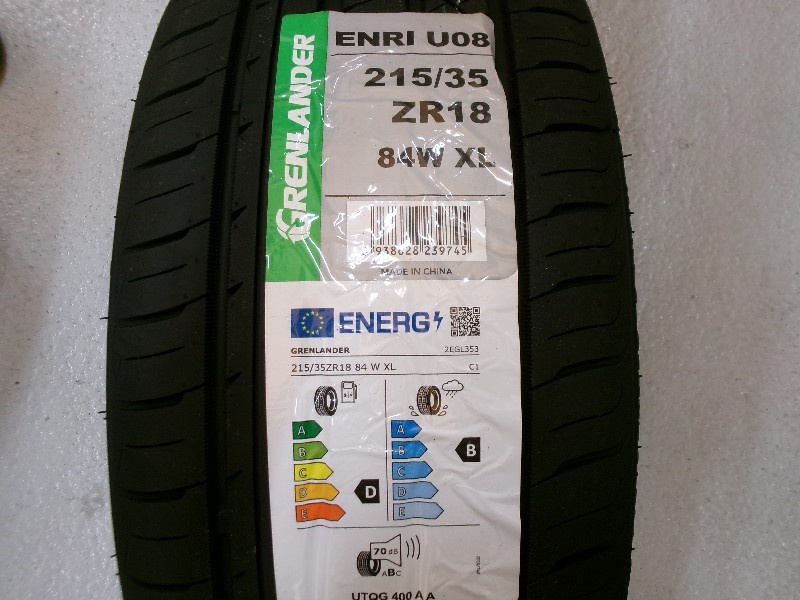 GRENLANDER
ENRI U08
215/35
ZR18
84W XL
938628 239745
MADE IN CHINA
ENERG
GRENLANDER 2EGL353
215/35ZR18 84 W XL C1
A A
B B B
C C
D D D
E E
70 dB
ABC
UTQG 400 A A